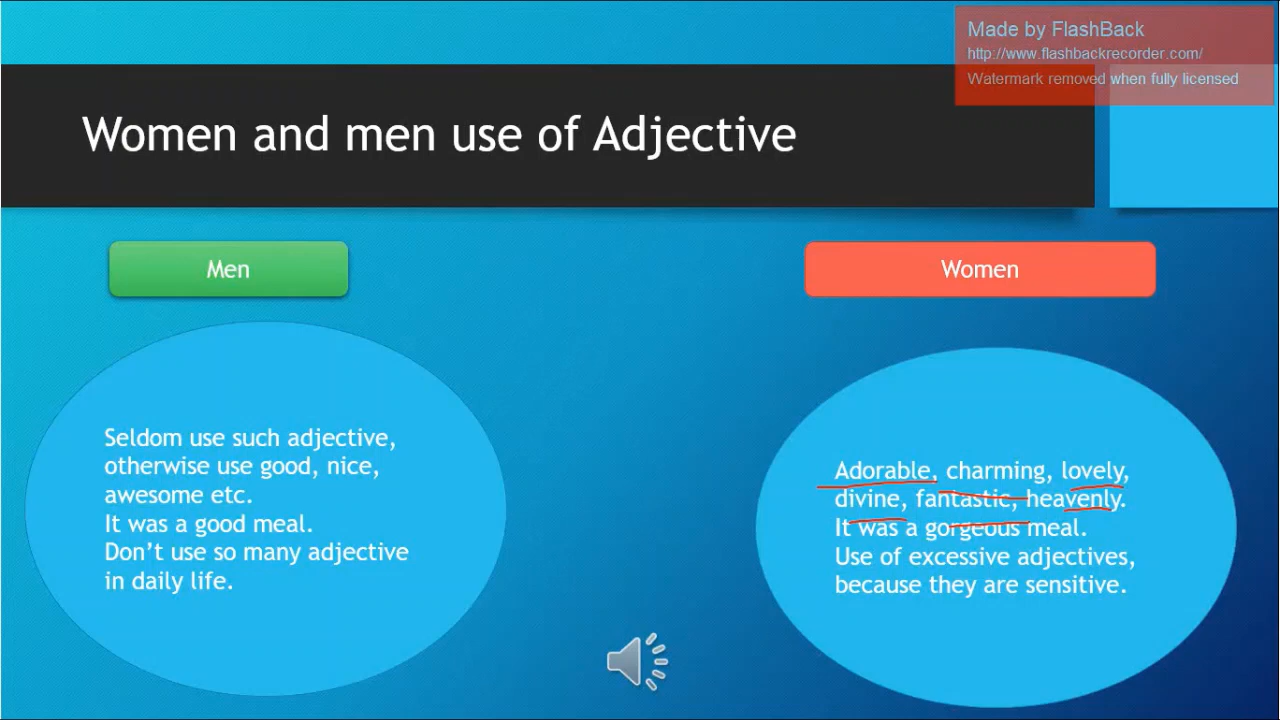 Made by FlashBack
http://www.flashbackrecorder.com/
Watermark removed when fully licensed
Women and men use of Adjective
Men
Seldom use such adjective,
otherwise use good, nice,
awesome etc.
It was a good meal.
Don’t use so many adjective
in daily life.
Women
Adorable, charming, lovely,
divine, fantastic, heavenly.
It was a gorgeous meal.
Use of excessive adjectives,
because they are sensitive.